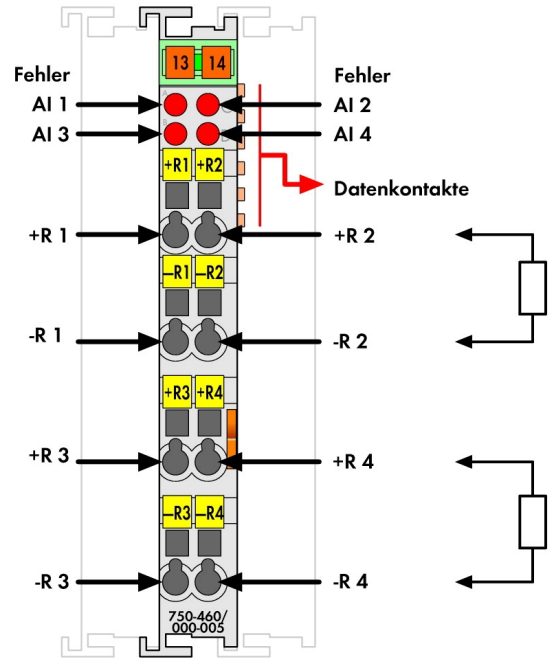 13 14
Fehler Fehler
AI 1 AI 2
AI 3 AI 4
+R1 +R2
Datenkontakte
+R 1 +R 2
–R1 –R2
-R 1 -R 2
+R3 +R4
+R 3 +R 4
–R3 –R4
-R 3 -R 4
750-460/
000-005